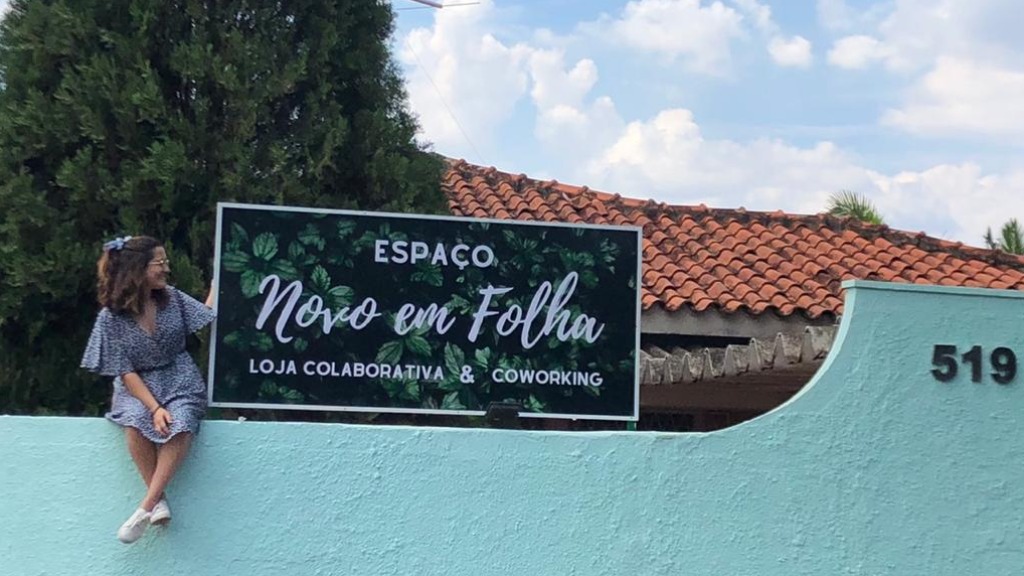 ESPAÇO
Novo em Folha
LOJA COLABORATIVA & COWORKING
519